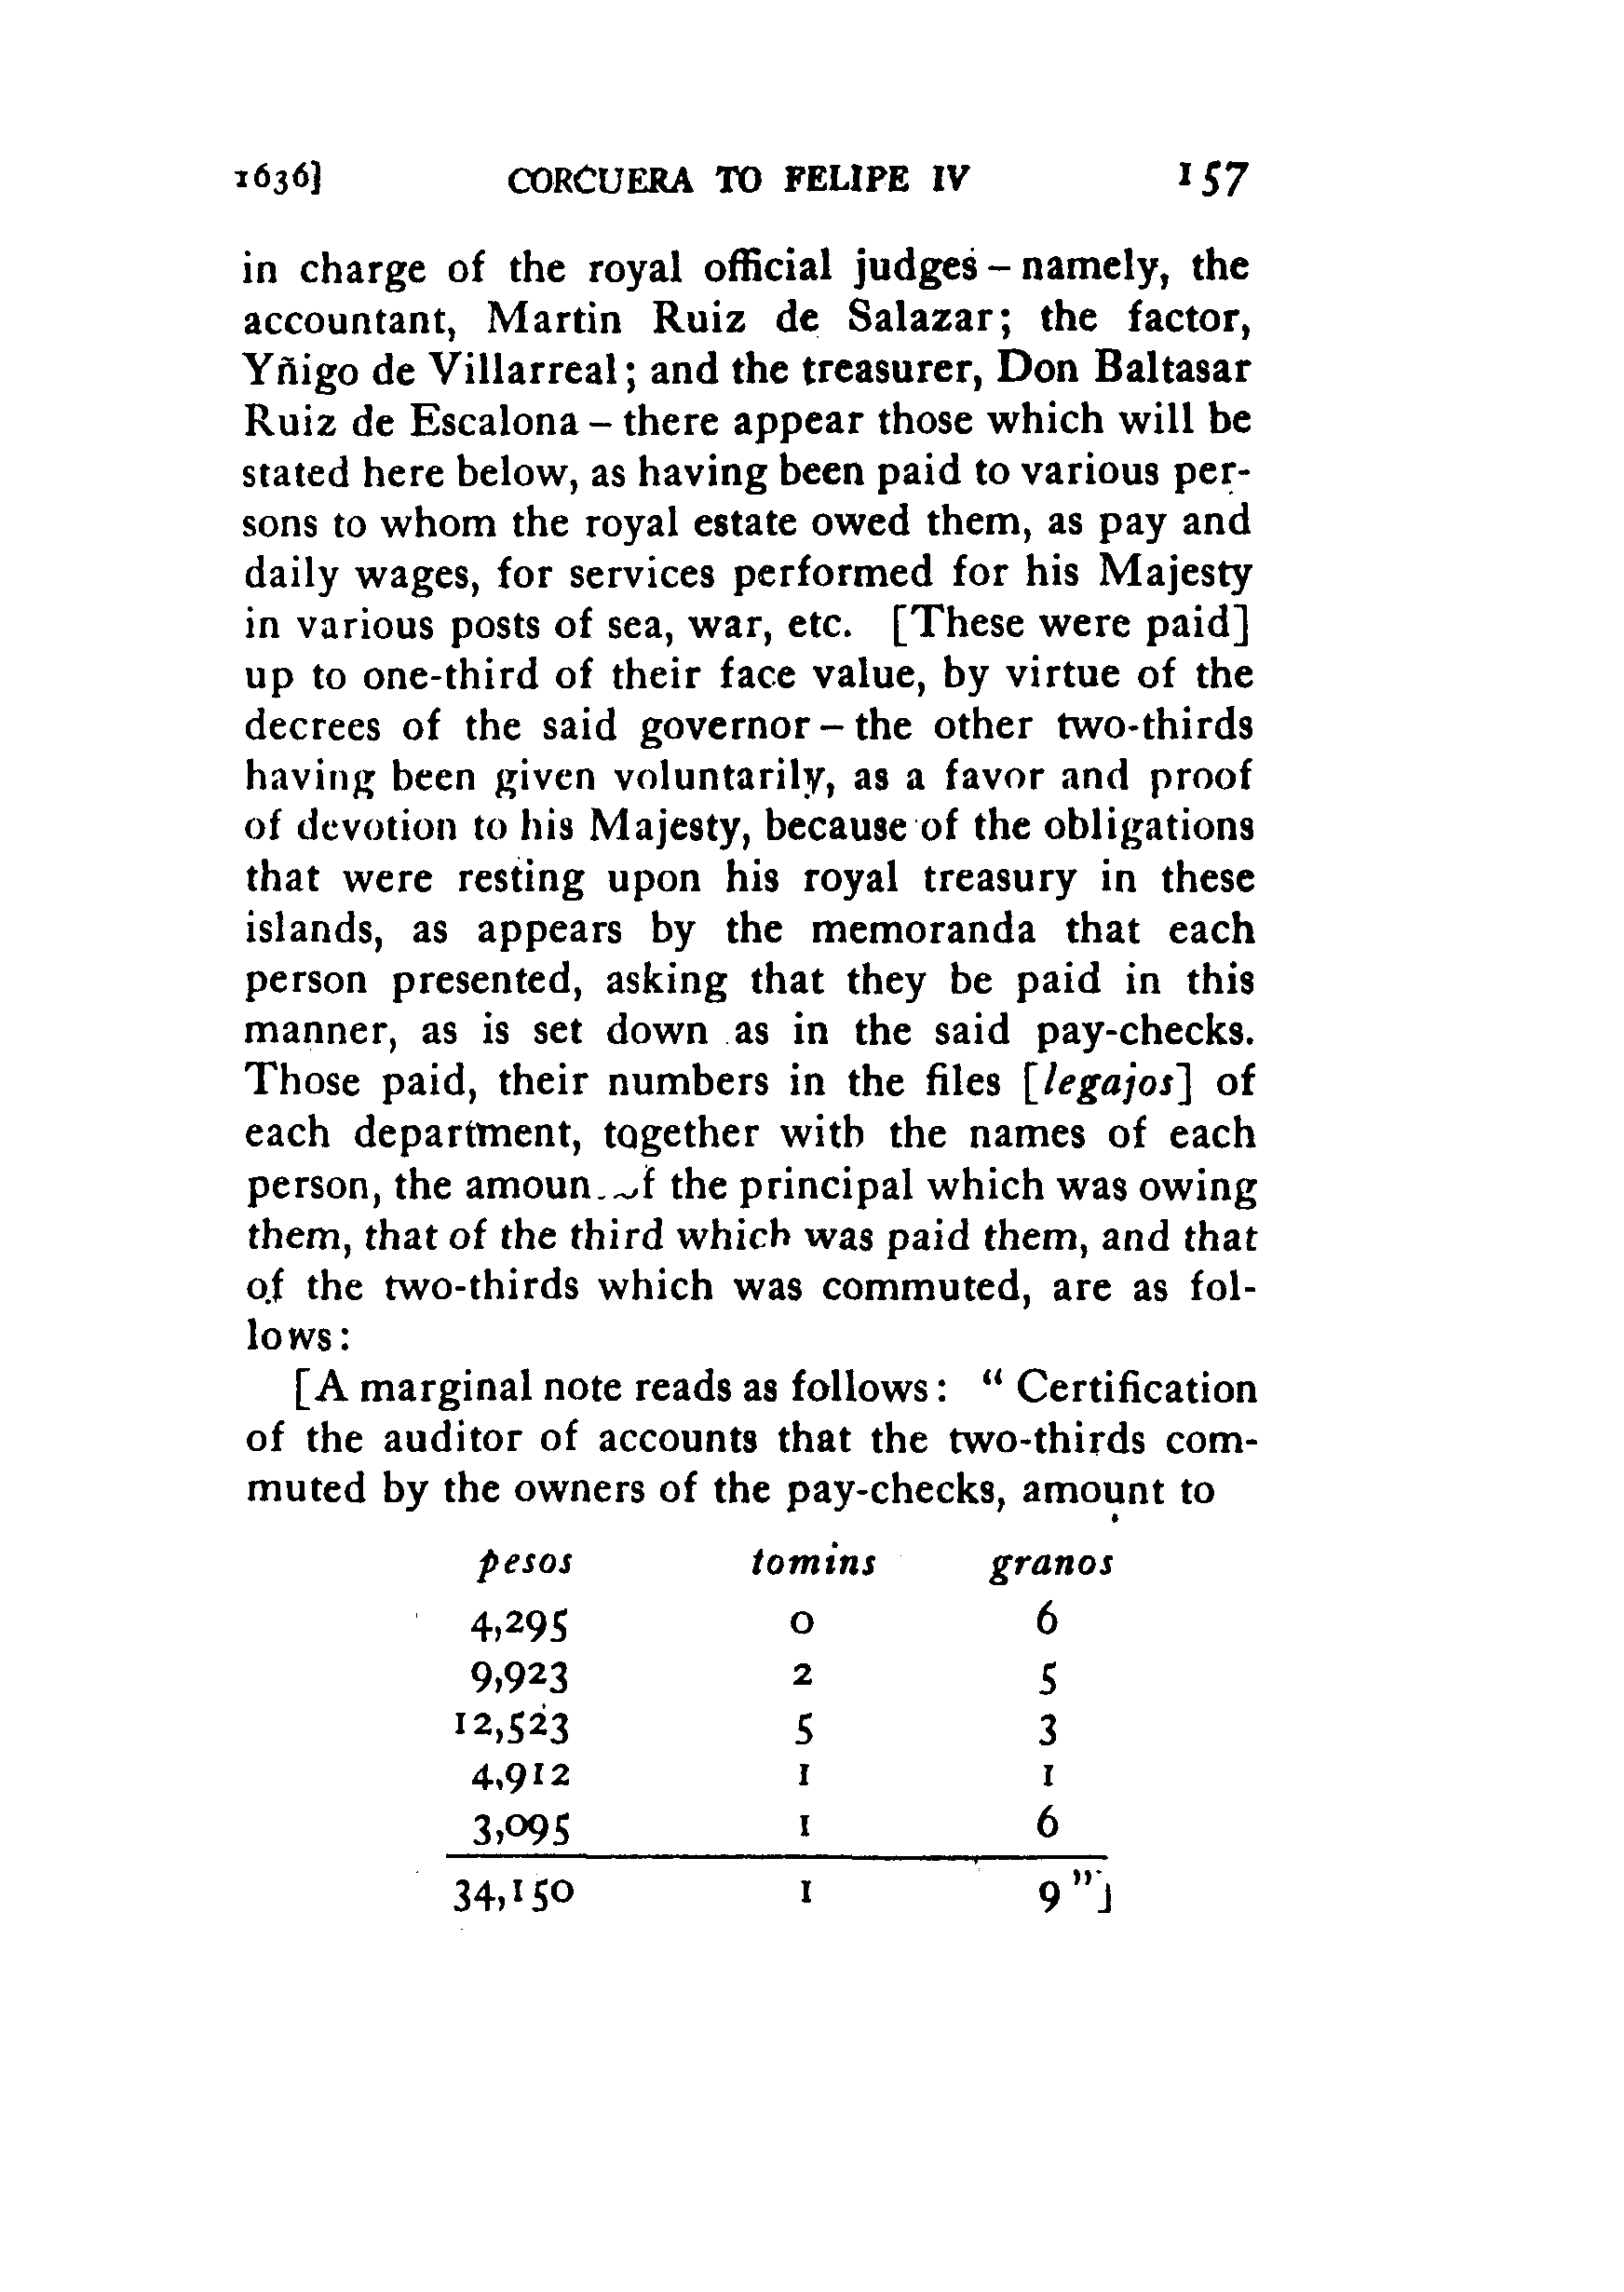 1636] CORCUERA TO FELIPE IV 157
in charge of the royal official judges – namely, the
accountant, Martin Ruiz de Salazar; the factor,
Yñigo de Villarreal; and the treasurer, Don Baltasar
Ruiz de Escalona – there appear those which will be
stated here below, as having been paid to various per-
sons to whom the royal estate owed them, as pay and
daily wages, for services performed for his Majesty
in various posts of sea, war, etc. [These were paid]
up to one-third of their face value, by virtue of the
decrees of the said governor – the other two-thirds
having been given voluntarily, as a favor and proof
of devotion to his Majesty, because of the obligations
that were resting upon his royal treasury in these
islands, as appears by the memoranda that each
person presented, asking that they be paid in this
manner, as is set down as in the said pay-checks.
Those paid, their numbers in the files [legajos] of
each department, together with the names of each
person, the the principal which was owing
them, that of the third which was paid them, and that
of the two-thirds which was commuted, are as fol-
lows:
[A marginal note reads as follows: “ Certification
of the auditor of accounts that the two-thirds com-
muted by the owners of the pay-checks, amount to
pesos tomins granos
4,295 0 6
9,923 2 5
12,523 5 3
4,912 1 1
3,095 1 6
34,150 1 9 ”]